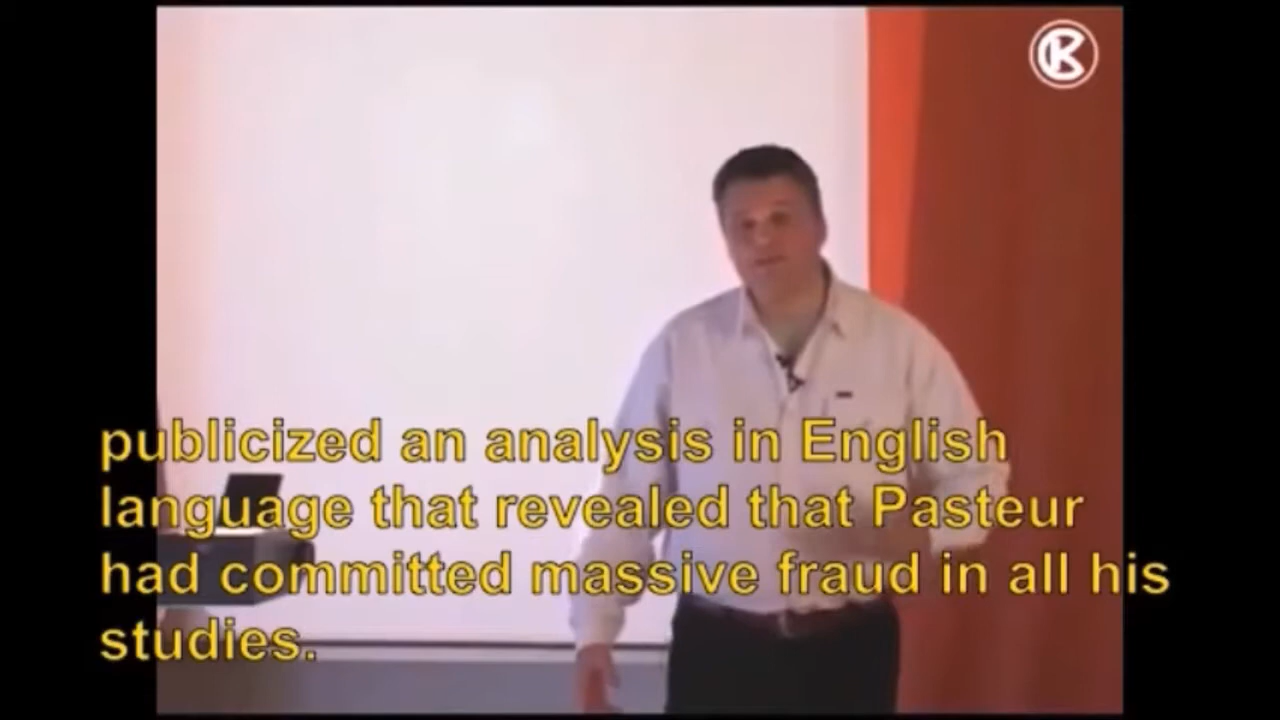 publicized an analysis in English
language that revealed that Pasteur
had committed massive fraud in all his
studies.